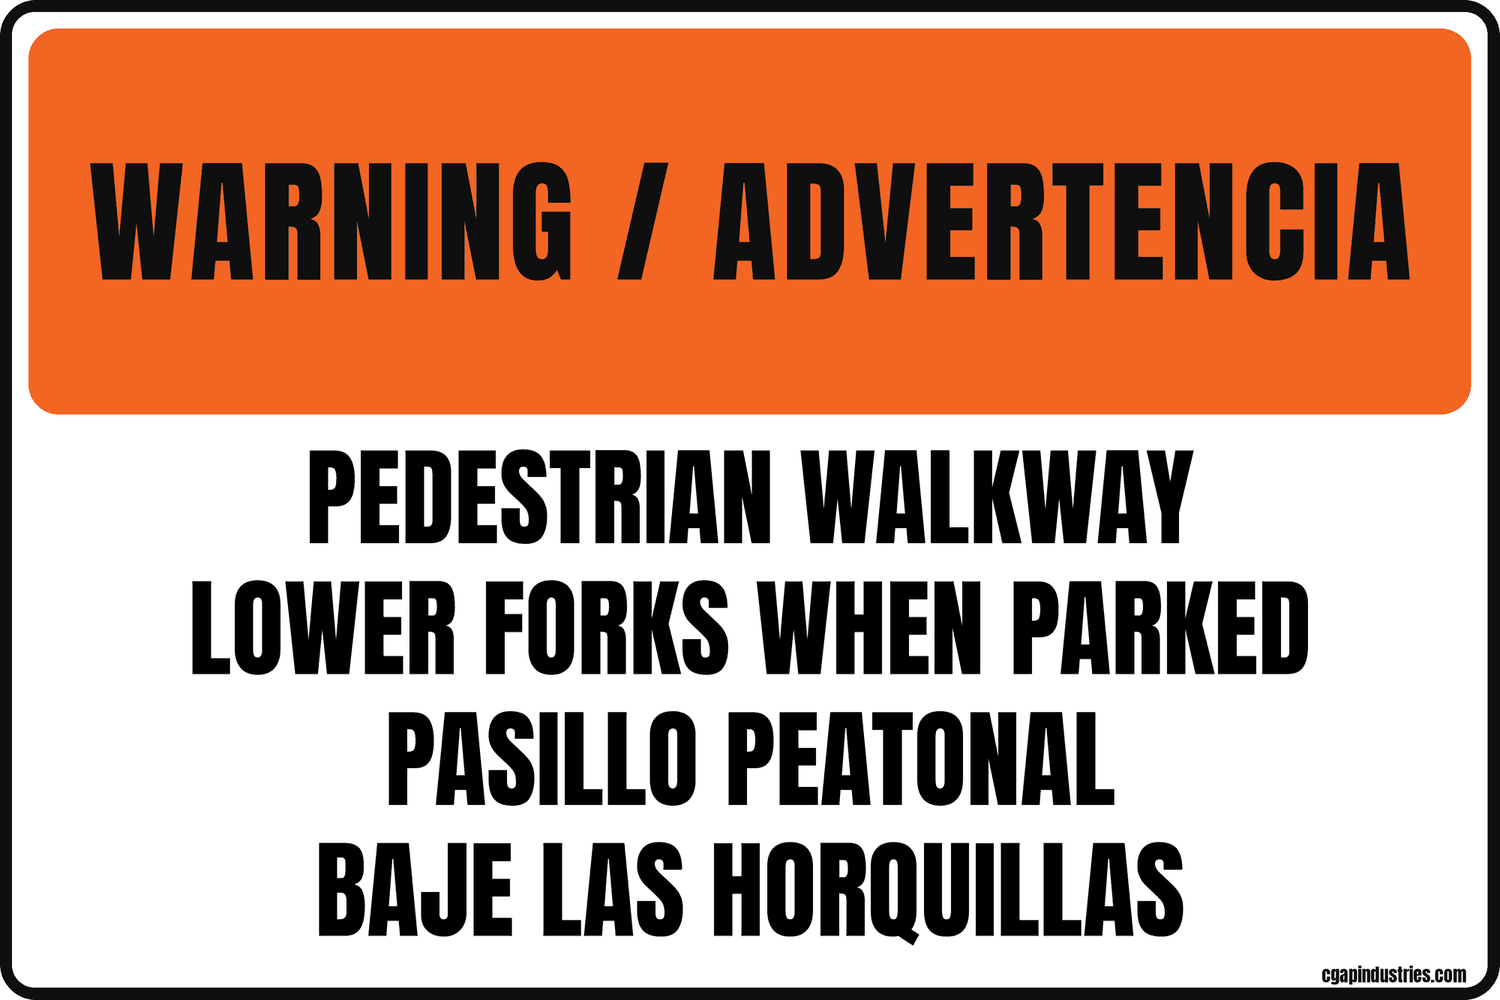 WARNING / ADVERTENCIA
PEDESTRIAN WALKWAY
LOWER FORKS WHEN PARKED
PASILLO PEATONAL
BAJE LAS HORQUILLAS
cgapindustries.com